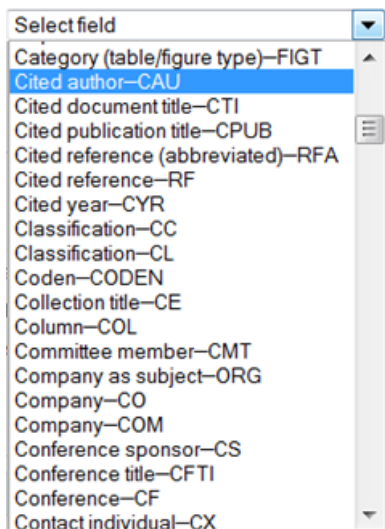 Select field
Category (table/figure type)—FIGT
Cited author—CAU
Cited document title—CTI
Cited publication title—CPUB
Cited reference (abbreviated)—RFA
Cited reference—RF
Cited year—CYR
Classification—CC
Classification—CL
Coden—CODEN
Collection title—CE
Column—COL
Committee member—CMT
Company as subject—ORG
Company—CO
Company—COM
Conference sponsor—CS
Conference title—CFTI
Conference—CF
Contact individual—CX